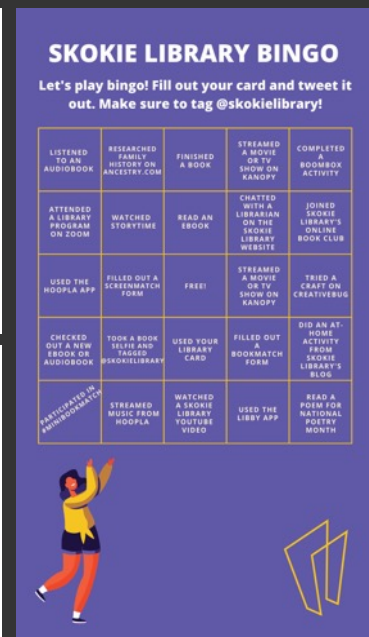 SKOKIE LIBRARY BINGO
Let's play bingo! Fill out your card and tweet it
out. Make sure to tag @skokielibrary!
LISTENED
TO AN
AUDIOBOOK
RESEARCHED
FAMILY
HISTORY ON
ANCESTRY.COM
FINISHED
A BOOK
STREAMED
A MOVIE
OR TV
SHOW ON
KANOPY
COMPLETED
A
BOOMBOX
ACTIVITY
ATTENDED
A LIBRARY
PROGRAM
ON ZOOM
WATCHED
STORYTIME
READ AN
EBOOK
CHATTED
WITH A
LIBRARIAN
ON THE
SKOKIE
LIBRARY
WEBSITE
JOINED
SKOKIE
LIBRARY'S
ONLINE
BOOK CLUB
USED THE
HOOPLA APP
FILLED OUT A
SCREENMATCH
FORM
FREE!
STREAMED
A MOVIE
OR TV
SHOW ON
KANOPY
TRIED A
CRAFT ON
CREATIVEBUG
CHECKED
OUT A NEW
EBOOK OR
AUDIOBOOK
TOOK A BOOK
SELFIE AND
TAGGED
@SKOKIELIBRARY
USED YOUR
LIBRARY
CARD
FILLED OUT
A
BOOKMATCH
FORM
DID AN AT-
HOME
ACTIVITY
FROM
SKOKIE
LIBRARY'S
BLOG
PARTICIPATED IN
#MINIBOOKMATCH
STREAMED
MUSIC FROM
HOOPLA
WATCHED
A SKOKIE
LIBRARY
YOUTUBE
VIDEO
USED THE
LIBBY APP
READ A
POEM FOR
NATIONAL
POETRY
MONTH